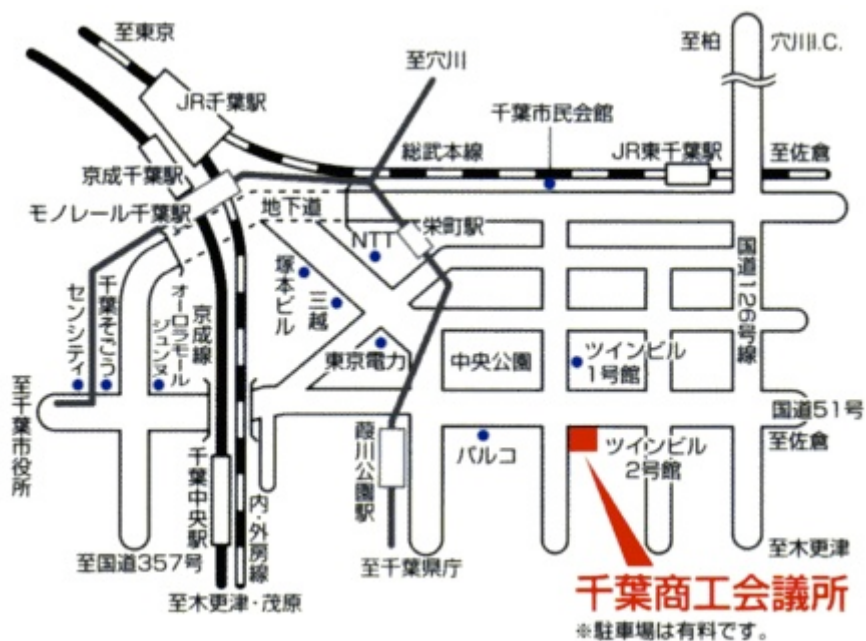 至東京
至柏
穴川I.C.
至穴川
JR千葉駅
千葉市民会館
総武本線
JR東千葉駅
至佐倉
京成千葉駅
モノレール千葉駅
地下道
栄町駅
NTT
国道126号線
塚本ビル
三越
センシティ
千葉そごう
オーロラモール
ジュンヌ
京成線
東京電力
中央公園
ツインビル
1号館
国道51号
至佐倉
至千葉市役所
葭川公園駅
パルコ
ツインビル
2号館
千葉中央駅
内・外房線
至国道357号
至千葉県庁
至木更津
至木更津・茂原
千葉商工会議所
※駐車場は有料です。